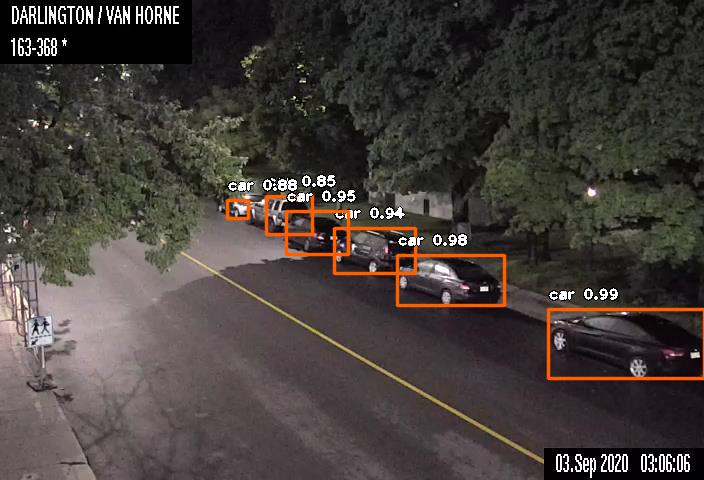 DARLINGTON / VAN HORNE
163-368 *
car 0.88
0.85
car 0.95
car 0.94
car 0.98
car 0.99
03.Sep 2020 03:06:06